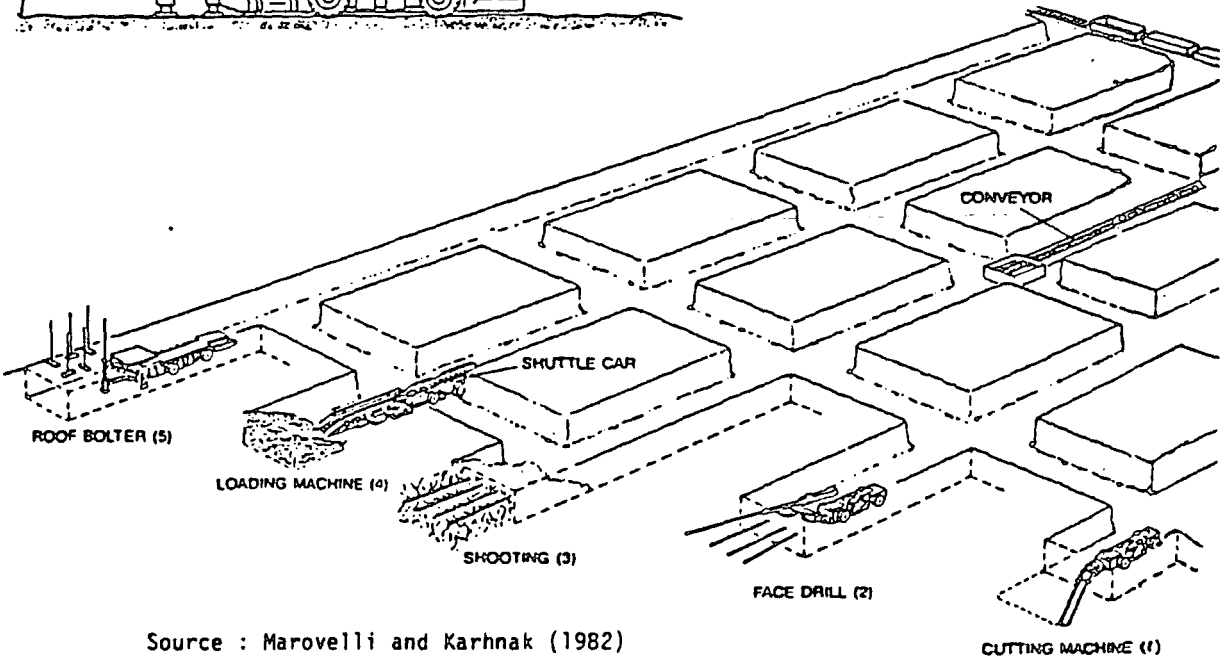 CONVEYOR
SHUTTLE CAR
ROOF BOLTER (5)
LOADING MACHINE (4)
SHOOTING (3)
FACE DRILL (2)
CUTTING MACHINE (1)
Source : Marovelli and Karhnak (1982)